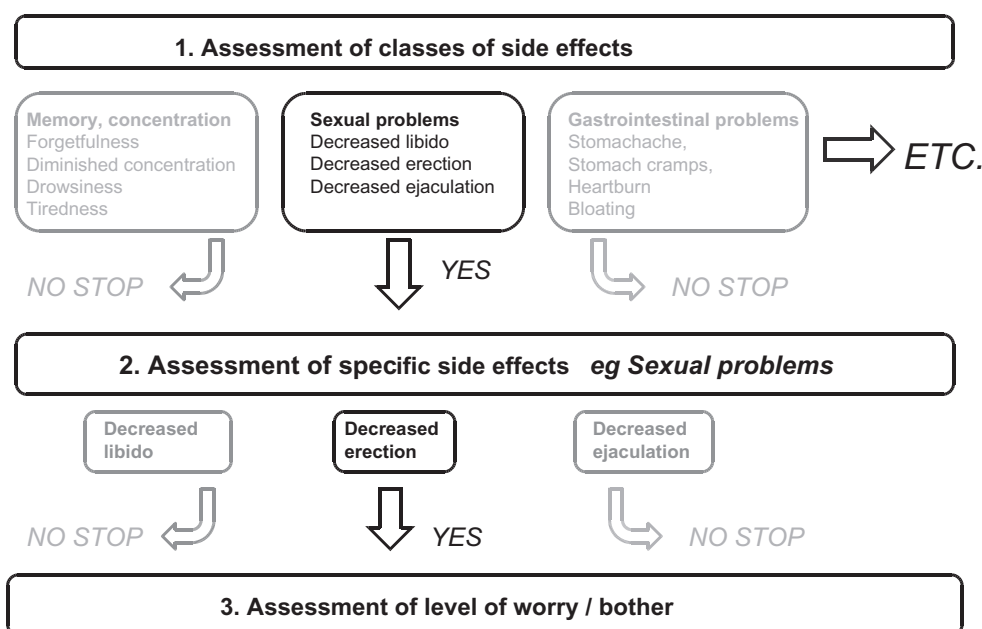 1. Assessment of classes of side effects
Memory, concentration
Forgetfulness
Diminished concentration
Drowsiness
Tiredness
Sexual problems
Decreased libido
Decreased erection
Decreased ejaculation
Gastrointestinal problems
Stomachache,
Stomach cramps,
Heartburn
Bloating
ETC.
NO STOP
YES
NO STOP
2. Assessment of specific side effects eg Sexual problems
Decreased
libido
Decreased
erection
Decreased
ejaculation
NO STOP
YES
NO STOP
3. Assessment of level of worry / bother